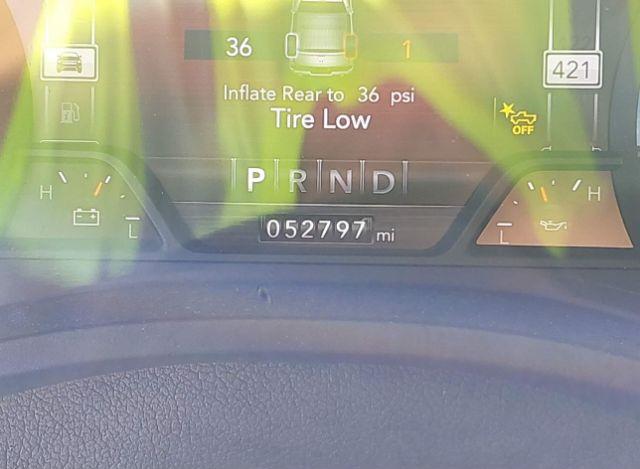 36 1
Inflate Rear to 36 psi
Tire Low
421
OFF
P R N D
H H
L L
052797 mi